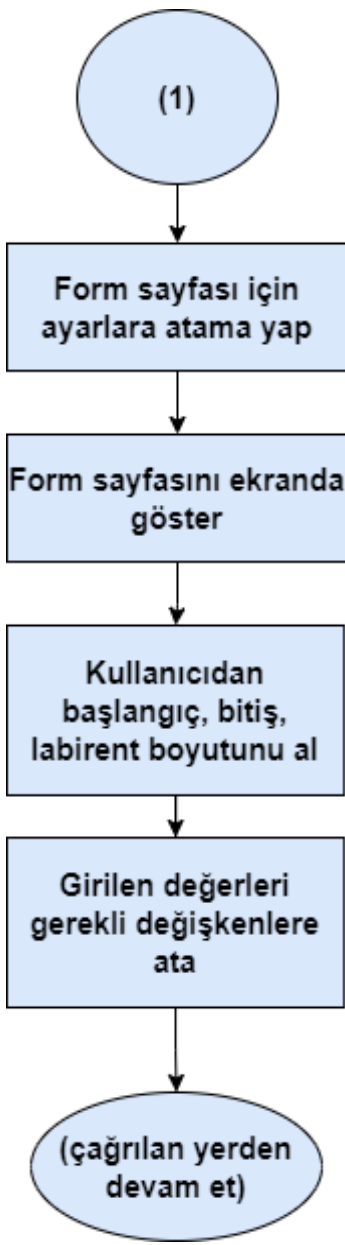 (1)
Form sayfası için
ayarlara atama yap
Form sayfasını ekranda
göster
Kullanıcıdan
başlangıç, bitiş,
labirent boyutunu al
Girilen değerleri
gerekli değişkenlere
ata
(çağrılan yerden
devam et)